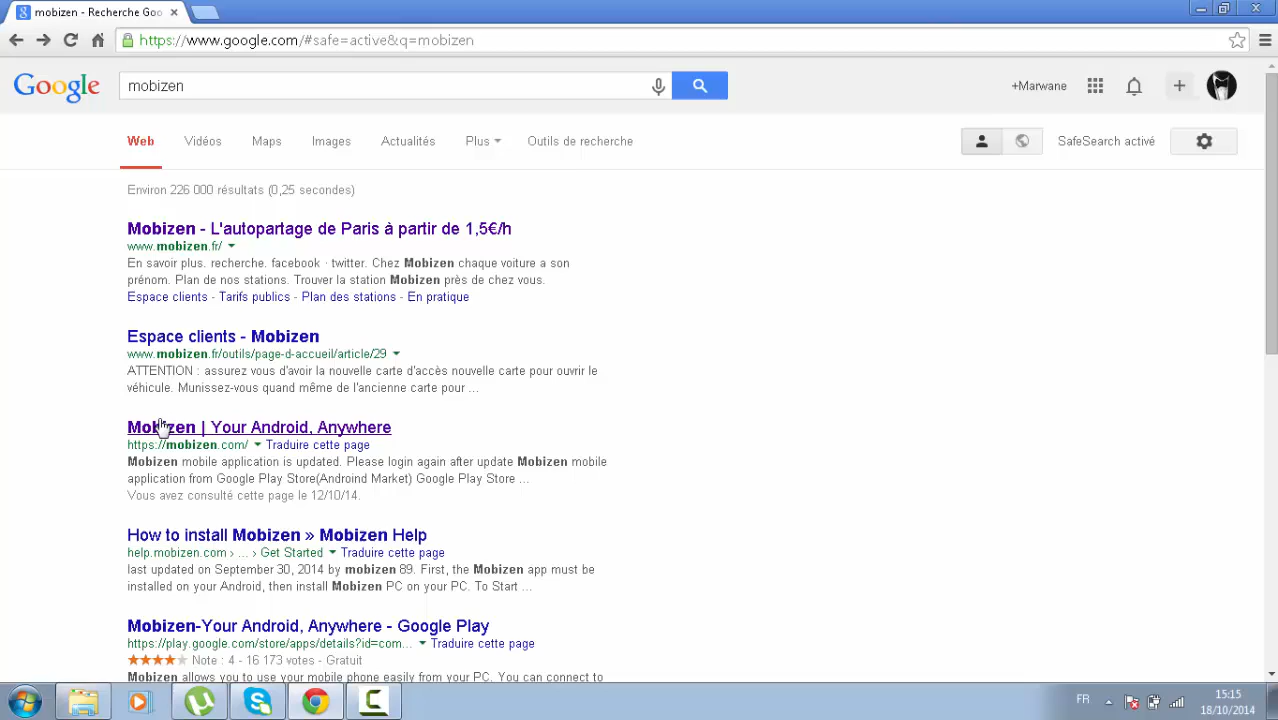 mobizen - Recherche Goo
https://www.google.com/#safe=active&q=mobizen
Google
mobizen
+Marwane
Web
Vidéos
Maps
Images
Actualités
Plus
Outils de recherche
SafeSearch activé
Environ 226 000 résultats (0,25 secondes)
Mobizen - L'autopartage de Paris à partir de 1,5€/h
www.mobizen.fr/
En savoir plus. recherche. facebook · twitter. Chez Mobizen chaque voiture a son
prénom. Plan de nos stations. Trouver la station Mobizen près de chez vous.
Espace clients - Tarifs publics - Plan des stations - En pratique
Espace clients - Mobizen
www.mobizen.fr/outils/page-d-accueil/article/29
ATTENTION : assurez vous d'avoir la nouvelle carte d'accès nouvelle carte pour ouvrir le
véhicule. Munissez-vous quand même de l'ancienne carte pour ...
Mobizen | Your Android, Anywhere
https://mobizen.com/ Traduire cette page
Mobizen mobile application is updated. Please login again after update Mobizen mobile
application from Google Play Store(Androind Market) Google Play Store ...
Vous avez consulté cette page le 12/10/14.
How to install Mobizen » Mobizen Help
help.mobizen.com › ... › Get Started Traduire cette page
last updated on September 30, 2014 by mobizen 89. First, the Mobizen app must be
installed on your Android, then install Mobizen PC on your PC. To Start ...
Mobizen-Your Android, Anywhere - Google Play
https://play.google.com/store/apps/details?id=com... Traduire cette page
Note : 4 - 16 173 votes - Gratuit
Mobizen allows you to use your mobile phone easily from your PC. You can connect to
FR
15:15
18/10/2014